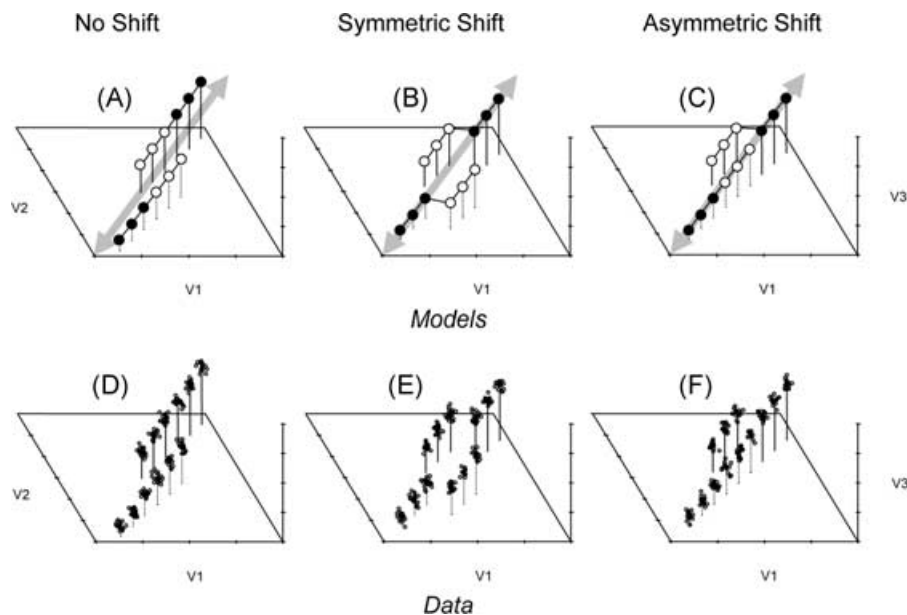 No Shift Symmetric Shift Asymmetric Shift
(A) (B) (C)
V2 V3
V1 V1 V1
Models
(D) (E) (F)
V2 V3
V1 V1 V1
Data